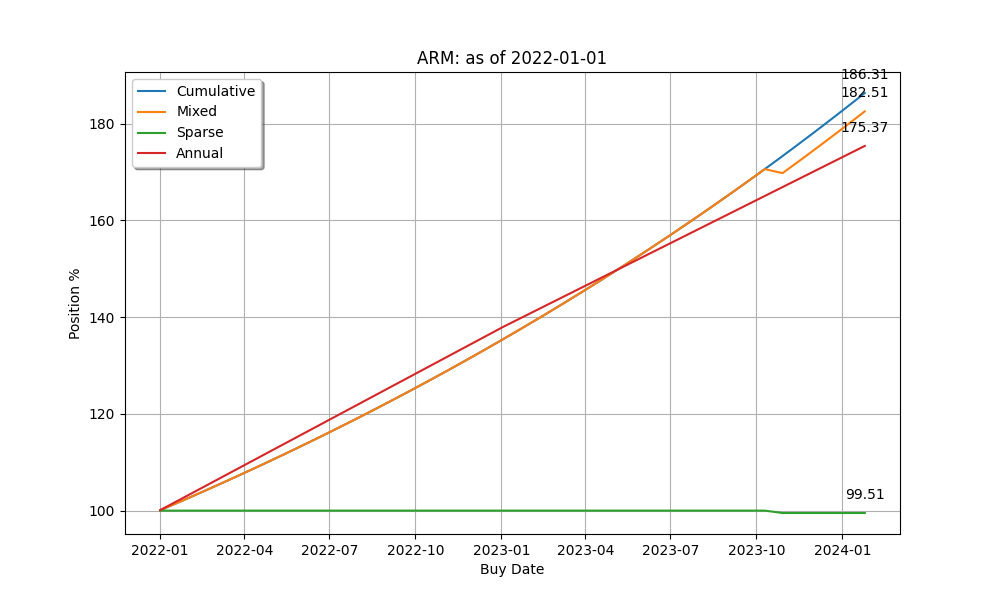 ARM: as of 2022-01-01
186.31
182.51
175.37
99.51
Cumulative
Mixed
Sparse
Annual
Position %
180
160
140
120
100
2022-01 2022-04 2022-07 2022-10 2023-01 2023-04 2023-07 2023-10 2024-01
Buy Date